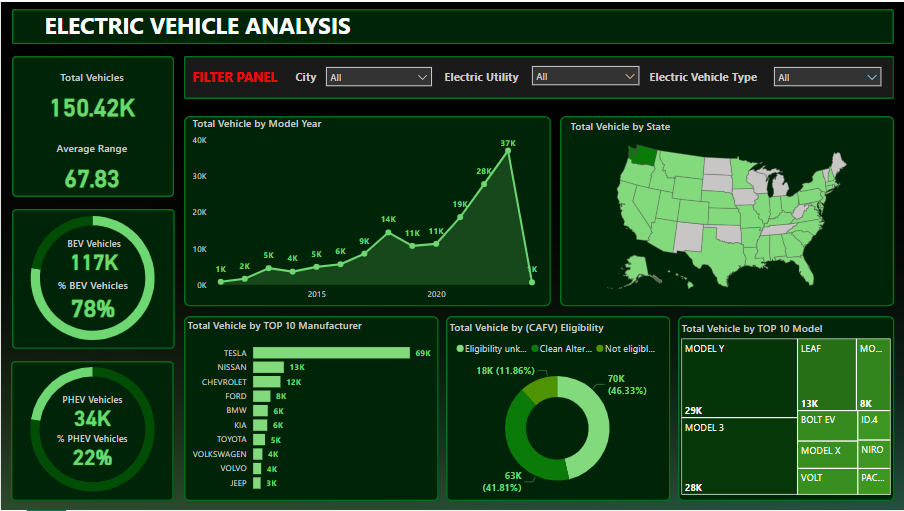 ELECTRIC VEHICLE ANALYSIS
Total Vehicles
150.42K
Average Range
67.83
FILTER PANEL
City
All
Electric Utility
All
Electric Vehicle Type
All
BEV Vehicles
117K
% BEV Vehicles
78%
PHEV Vehicles
34K
% PHEV Vehicles
22%
Total Vehicle by Model Year
40K
30K
20K
10K
0K
1K
2K
5K
4K
5K
6K
9K
14K
11K
11K
19K
28K
37K
K
2015
2020
Total Vehicle by State
Total Vehicle by TOP 10 Manufacturer
TESLA 69K
NISSAN 13K
CHEVROLET 12K
FORD 8K
BMW 6K
KIA 6K
TOYOTA 5K
VOLKSWAGEN 4K
VOLVO 4K
JEEP 3K
Total Vehicle by (CAFV) Eligibility
Eligibility unk... Clean Alter... Not eligibl...
18K (11.86%)
70K
(46.33%)
63K
(41.81%)
Total Vehicle by TOP 10 Model
MODEL Y
29K
MODEL 3
28K
LEAF
13K
MO...
8K
BOLT EV
ID.4
MODEL X
NIRO
VOLT
PAC...